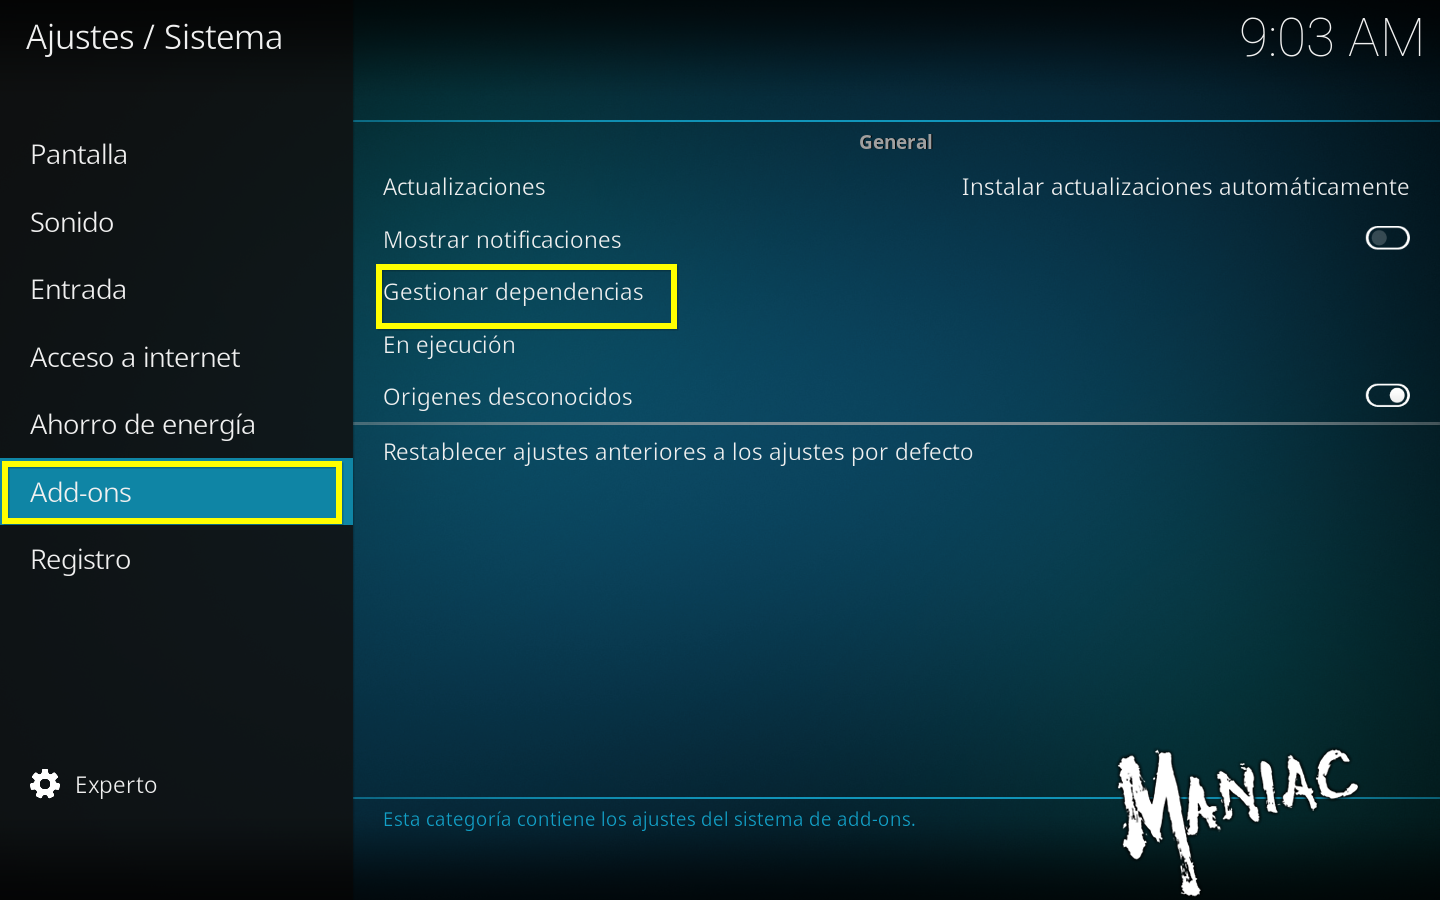 Ajustes / Sistema
9:03 AM
Pantalla
Sonido
Entrada
Acceso a internet
Ahorro de energía
Add-ons
Registro
Experto
General
Actualizaciones Instalar actualizaciones automáticamente
Mostrar notificaciones
Gestionar dependencias
En ejecución
Origenes desconocidos
Restablecer ajustes anteriores a los ajustes por defecto
Esta categoría contiene los ajustes del sistema de add-ons.
MANIAC